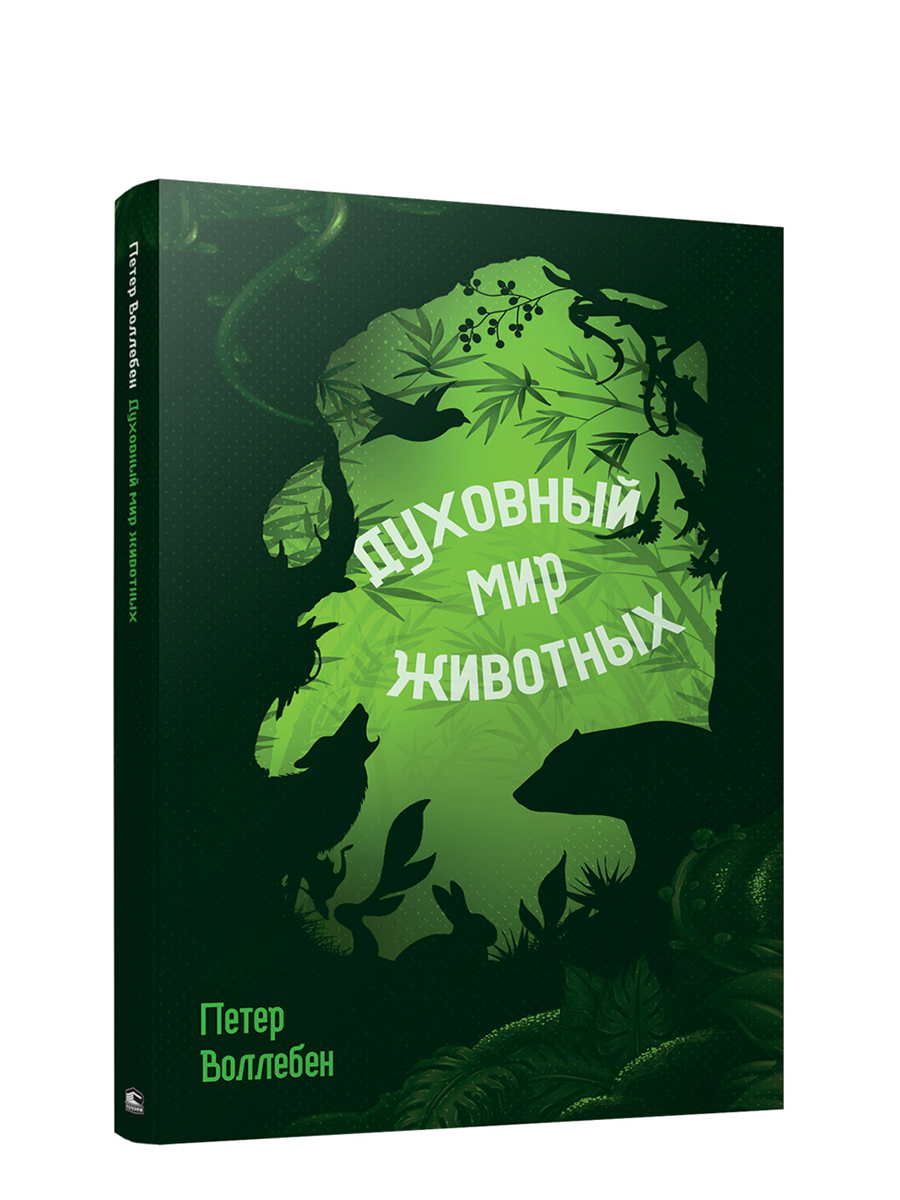 Петер Воллебен Духовный мир животных
ДУХОВНЫЙ
МИР
ЖИВОТНЫХ
Петер
Воллебен